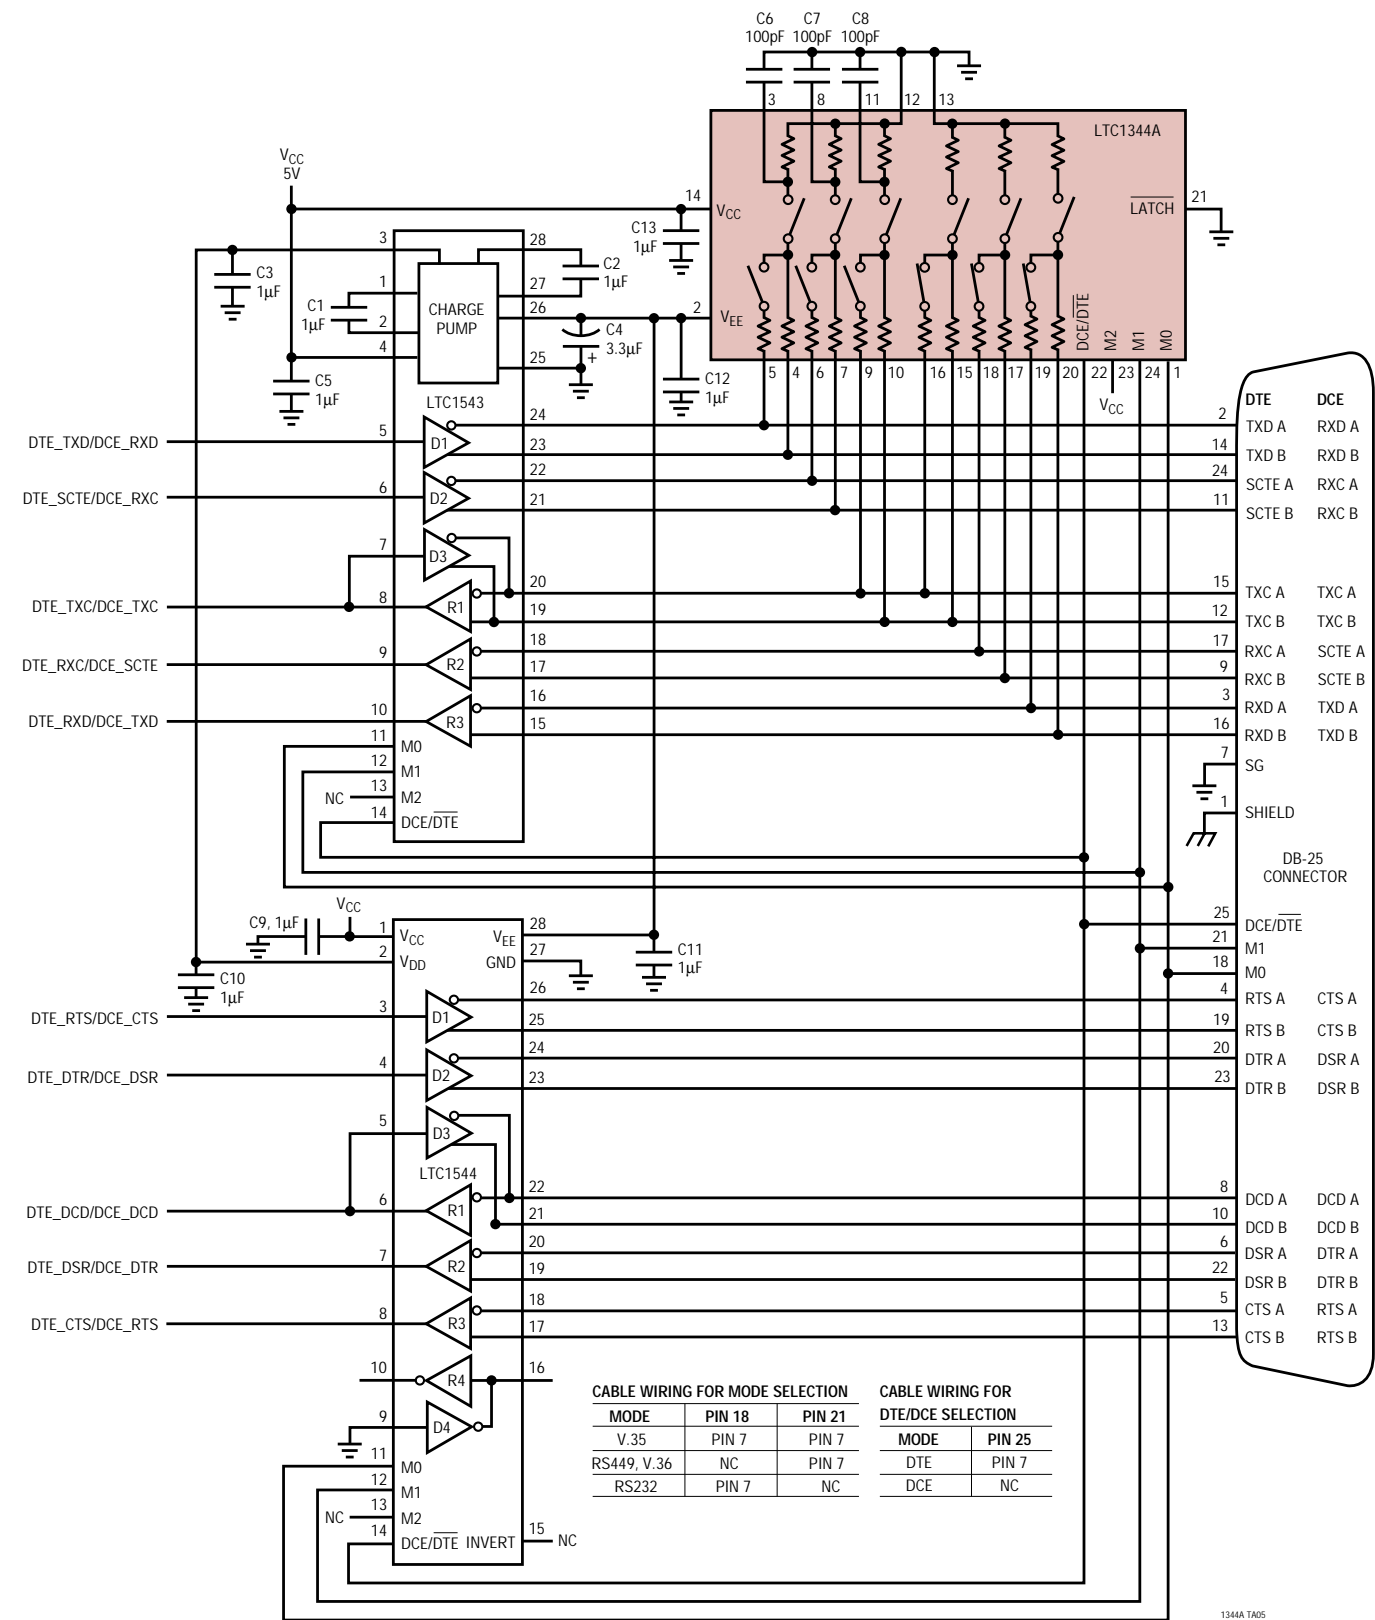 C6 C7 C8
100pF 100pF 100pF
3 8 11 12 13
LTC1344A
VCC
5V
14
VCC
LATCH
21
C13
1µF
3
28
C3
1µF
C2
1µF
1
27
C1
1µF
CHARGE
PUMP
26
2
VEE
2
C4
3.3µF
+
4
25
DCE/DTE
M2
M1
M0
C5
1µF
C12
1µF
5 4 6 7 9 10 16 15 18 17 19 20 22 23 24 1
VCC
LTC1543
DTE DCE
DTE_TXD/DCE_RXD 5 D1 24 2 TXD A RXD A
23 14 TXD B RXD B
DTE_SCTE/DCE_RXC 6 D2 22 24 SCTE A RXC A
21 11 SCTE B RXC B
7 D3
DTE_TXC/DCE_TXC 8 R1 20 15 TXC A TXC A
19 12 TXC B TXC B
DTE_RXC/DCE_SCTE 9 R2 18 17 RXC A SCTE A
17 9 RXC B SCTE B
DTE_RXD/DCE_TXD 10 R3 16 3 RXD A TXD A
15 16 RXD B TXD B
11 M0
12 M1
NC 13 M2
14 DCE/DTE
7 SG
1 SHIELD
DB-25
CONNECTOR
25 DCE/DTE
21 M1
18 M0
C9, 1µF
VCC
1 VCC VEE 28
2 VDD GND 27
C10
1µF
C11
1µF
DTE_RTS/DCE_CTS 3 D1 26 4 RTS A CTS A
25 19 RTS B CTS B
DTE_DTR/DCE_DSR 4 D2 24 20 DTR A DSR A
23 23 DTR B DSR B
5 D3
LTC1544
DTE_DCD/DCE_DCD 6 R1 22 8 DCD A DCD A
21 10 DCD B DCD B
DTE_DSR/DCE_DTR 7 R2 20 6 DSR A DTR A
19 22 DSR B DTR B
DTE_CTS/DCE_RTS 8 R3 18 5 CTS A RTS A
17 13 CTS B RTS B
10 R4 16
9 D4
11 M0
12 M1
NC 13 M2
14 DCE/DTE INVERT 15 NC
CABLE WIRING FOR MODE SELECTION
MODE PIN 18 PIN 21
V.35 PIN 7 PIN 7
RS449, V.36 NC PIN 7
RS232 PIN 7 NC
CABLE WIRING FOR
DTE/DCE SELECTION
MODE PIN 25
DTE PIN 7
DCE NC
1344A TA05